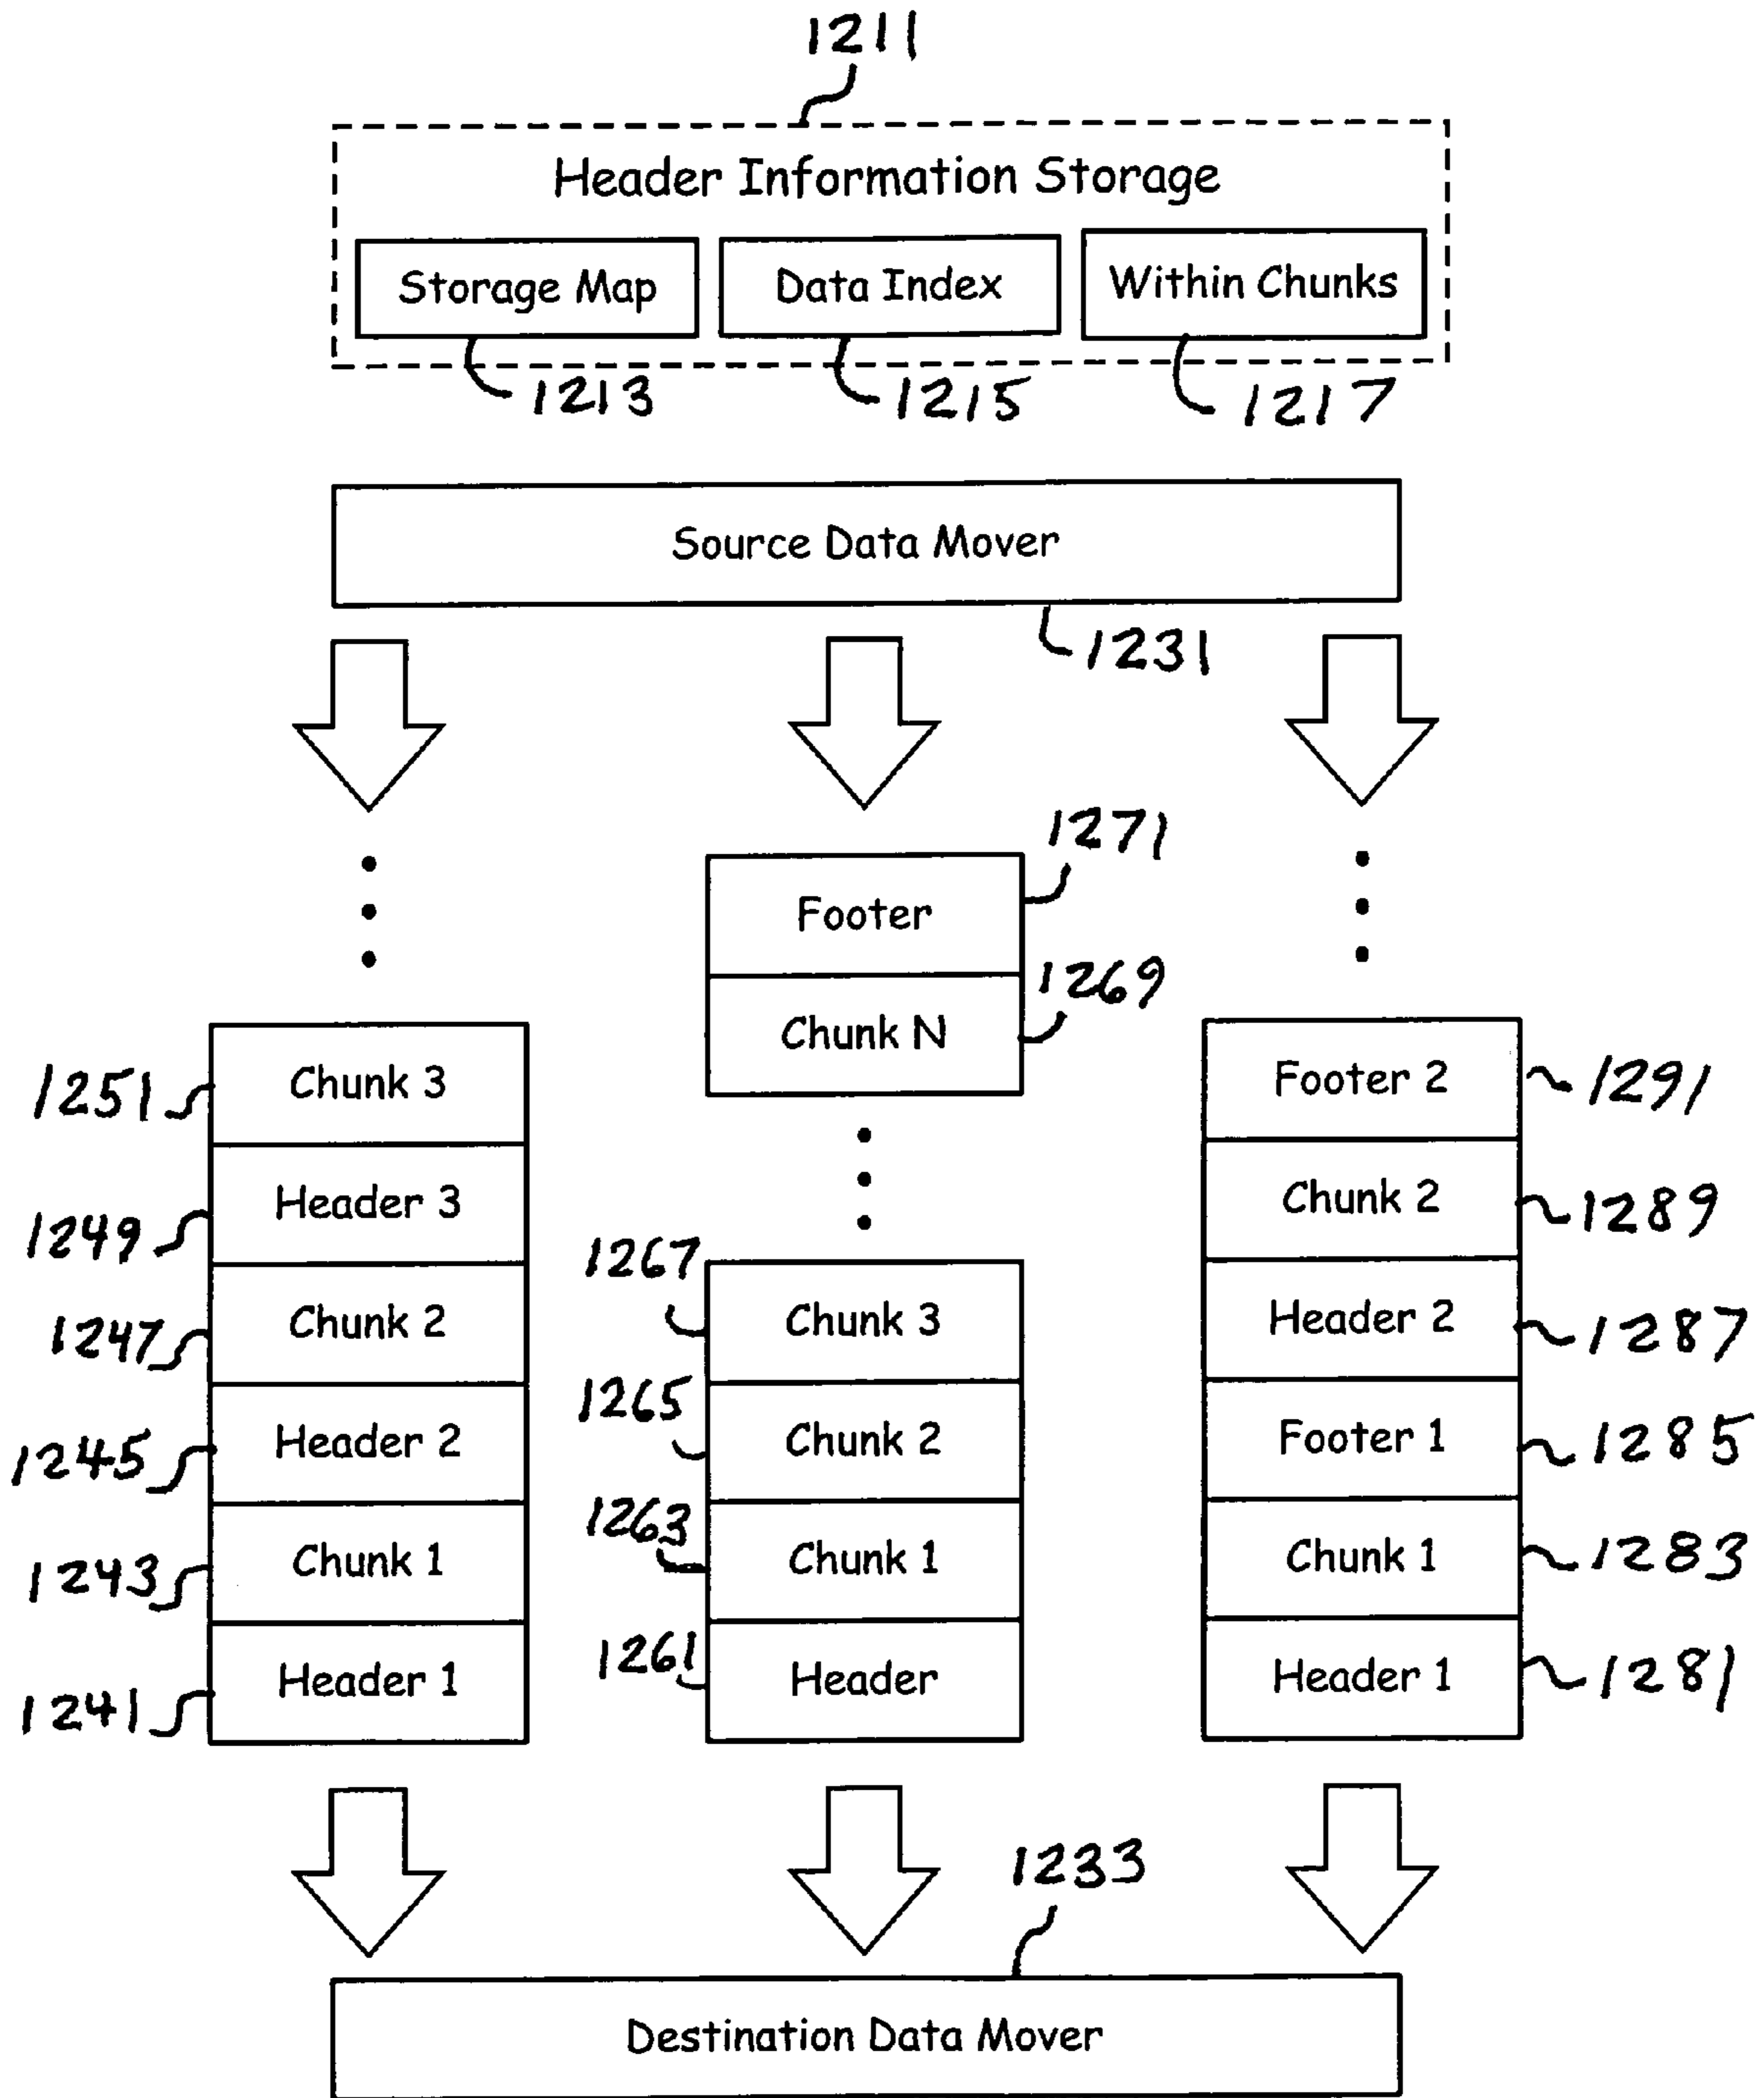 1211
Header Information Storage
Storage Map
Data Index
Within Chunks
1213
1215
1217
Source Data Mover
1231
1251
Chunk 3
1249
Header 3
1247
Chunk 2
1245
Header 2
1243
Chunk 1
1241
Header 1
1271
Footer
1269
Chunk N
1267
Chunk 3
1265
Chunk 2
1263
Chunk 1
1261
Header
Footer 2
1291
Chunk 2
1289
Header 2
1287
Footer 1
1285
Chunk 1
1283
Header 1
1281
1233
Destination Data Mover